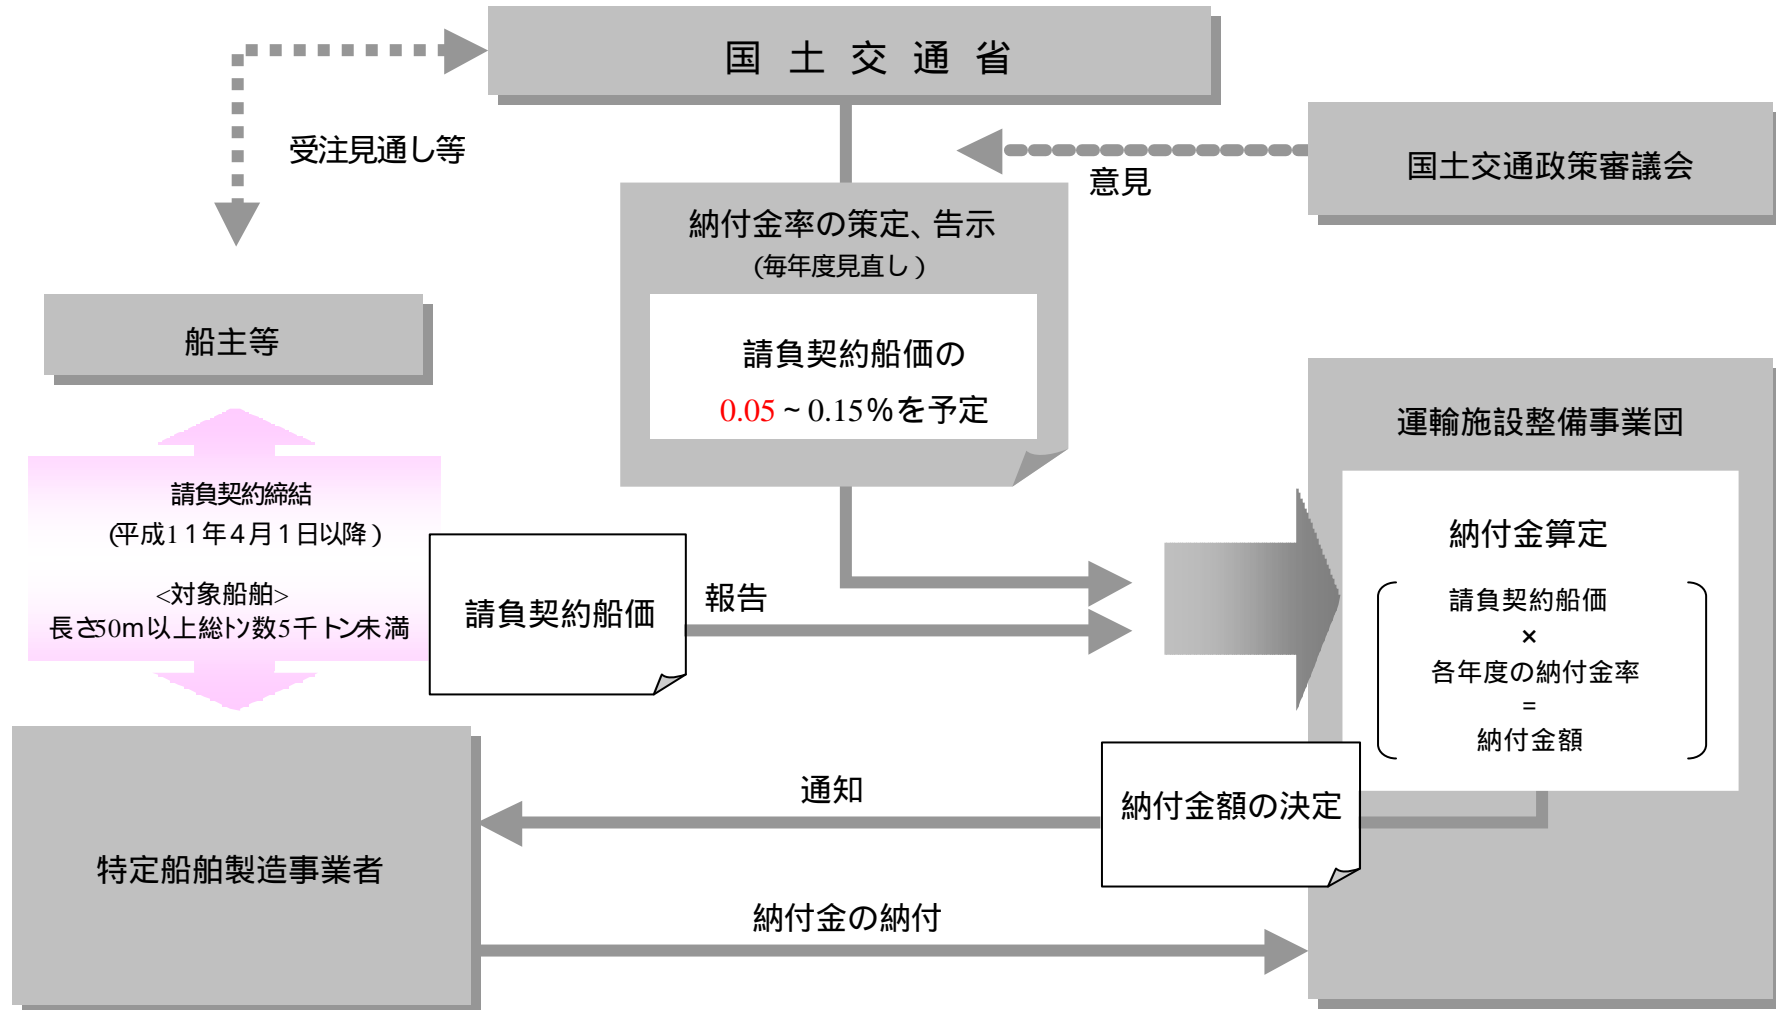 国土交通省
受注見通し等
意見
国土交通政策審議会
納付金率の策定、告示
(毎年度見直し)
船主等
請負契約船価の
0.05~0.15%を予定
運輸施設整備事業団
請負契約締結
(平成11年4月1日以降)
<対象船舶>
長さ50m以上総トン数5千トン未満
請負契約船価
報告
納付金算定
請負契約船価
×
各年度の納付金率
=
納付金額
通知
納付金額の決定
特定船舶製造事業者
納付金の納付